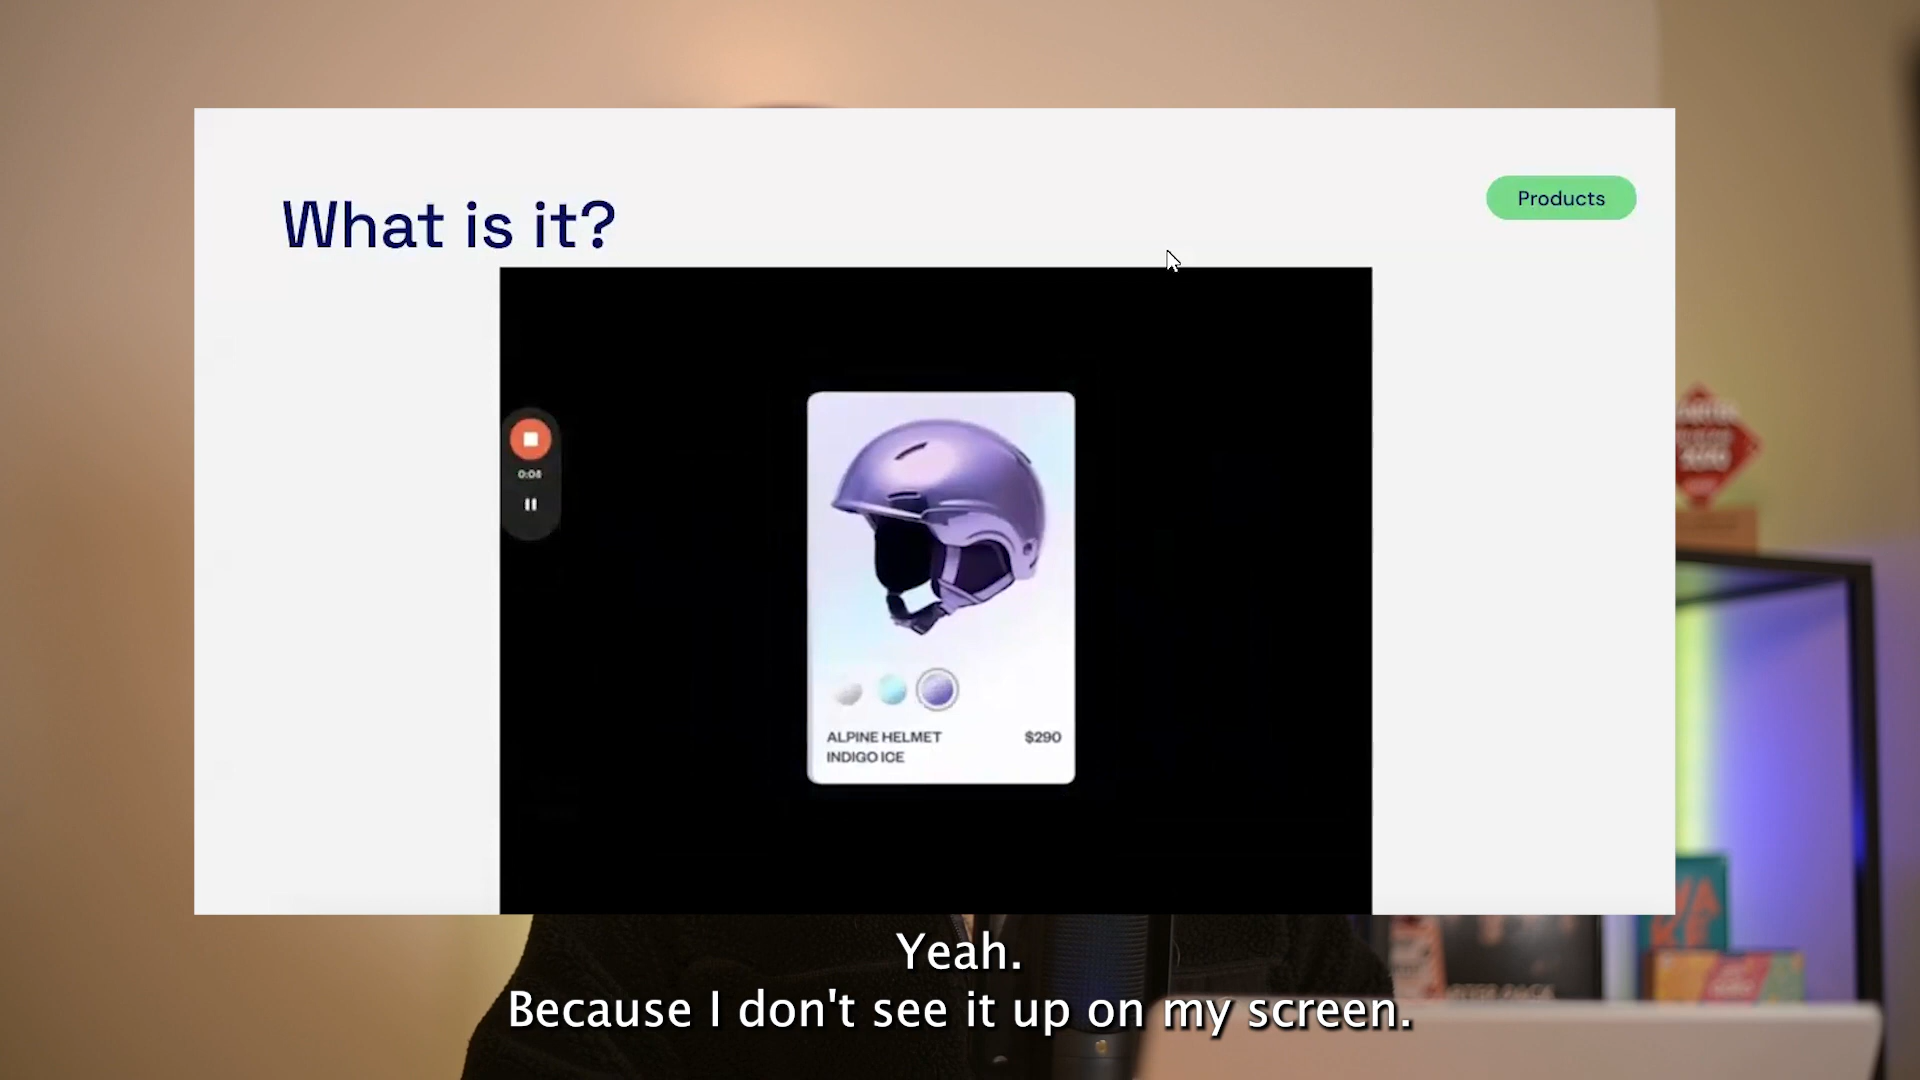 What is it?
Products
0:04
ALPINE HELMET
$290
INDIGO ICE
Yeah.
Because I don't see it up on my screen.